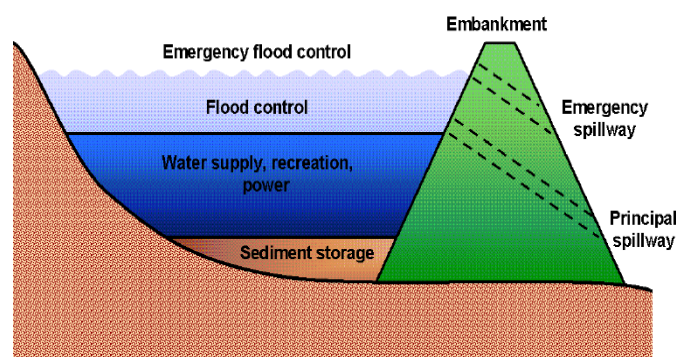 Embankment
Emergency flood control
Flood control
Emergency
spillway
Water supply, recreation,
power
Principal
spillway
Sediment storage